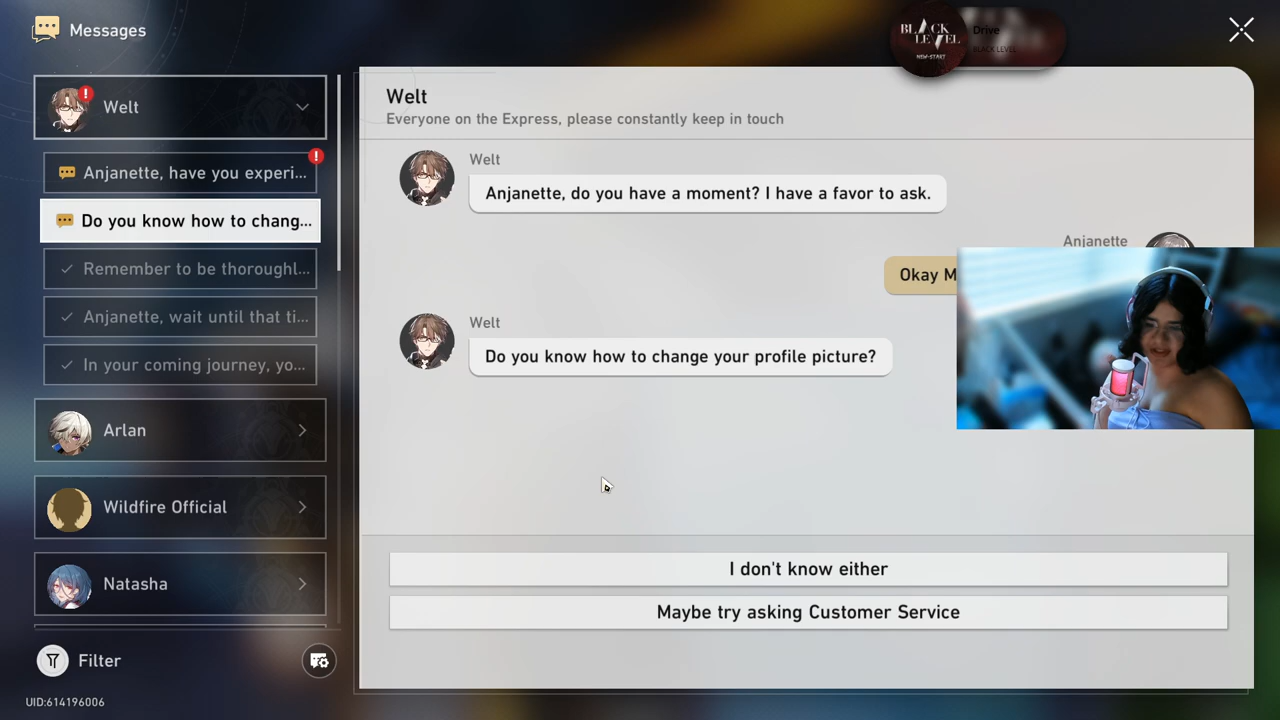 Messages
BLACK
LEVEL
NEW-START
Drive
BLACK LEVEL
Welt
Anjanette, have you experi...
Do you know how to chang...
Remember to be thoroughl...
Anjanette, wait until that ti...
In your coming journey, yo...
Arlan
Wildfire Official
Natasha
Filter
UID:614196006
Welt
Everyone on the Express, please constantly keep in touch
Welt
Anjanette, do you have a moment? I have a favor to ask.
Anjanette
Okay M
Welt
Do you know how to change your profile picture?
I don't know either
Maybe try asking Customer Service